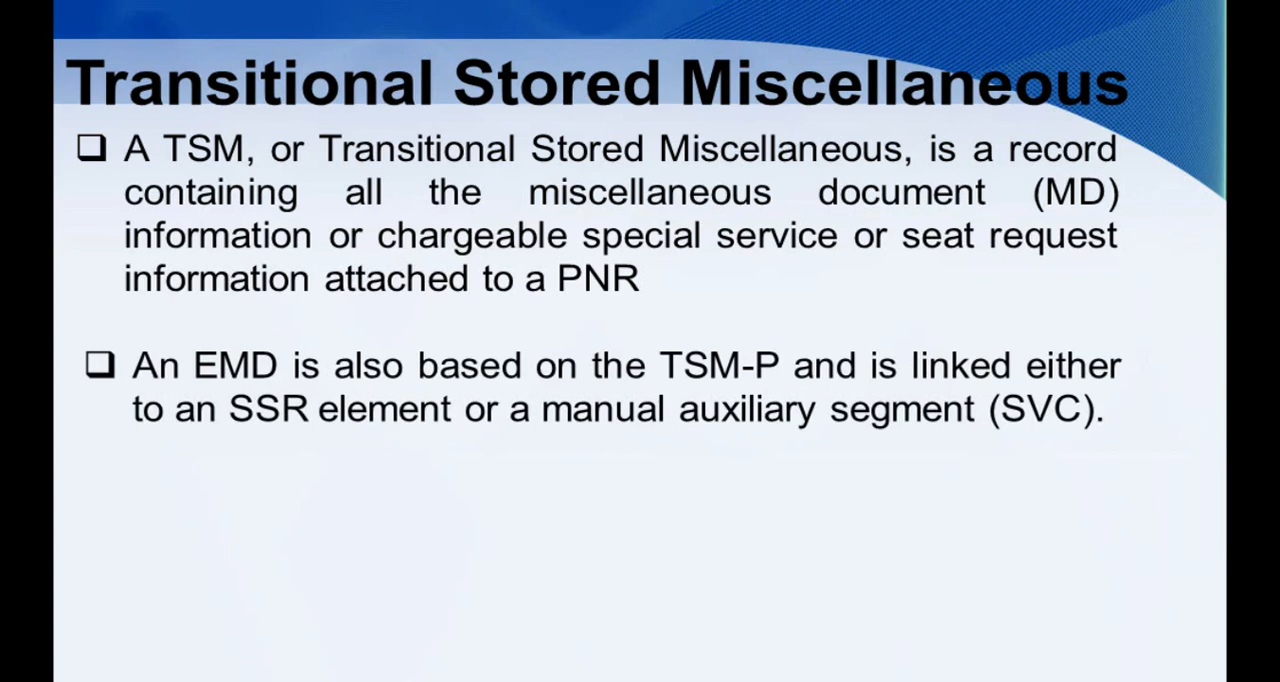 Transitional Stored Miscellaneous
❑ A TSM, or Transitional Stored Miscellaneous, is a record
containing all the miscellaneous document (MD)
information or chargeable special service or seat request
information attached to a PNR
❑ An EMD is also based on the TSM-P and is linked either
to an SSR element or a manual auxiliary segment (SVC).